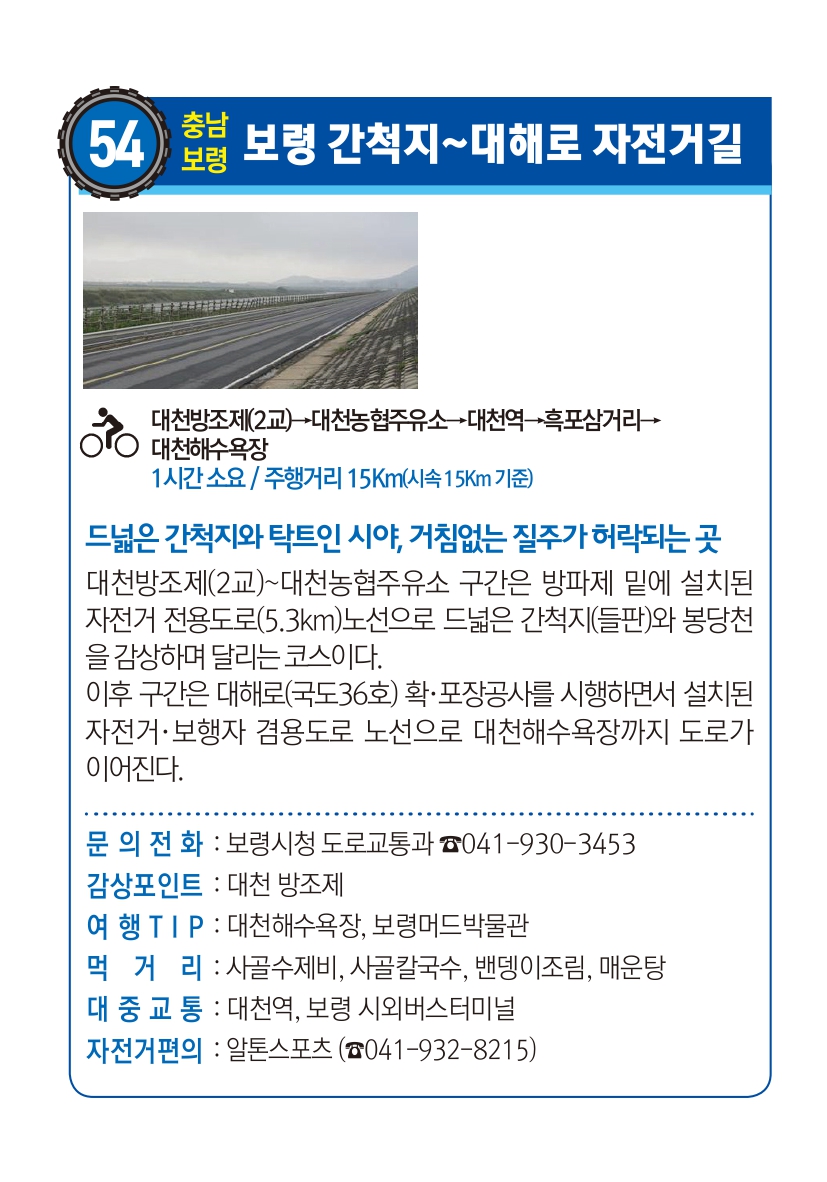 54
충남
보령
보령 간척지~대해로 자전거길
대천방조제(2교)→대천농협주유소→대천역→흑포삼거리→
대천해수욕장
1시간 소요 / 주행거리 15Km(시속 15Km 기준)
드넓은 간척지와 탁트인 시야, 거침없는 질주가 허락되는 곳
대천방조제(2교)~대천농협주유소 구간은 방파제 밑에 설치된
자전거 전용도로(5.3km)노선으로 드넓은 간척지(들판)와 봉당천
을 감상하며 달리는 코스이다.
이후 구간은 대해로(국도36호) 확·포장공사를 시행하면서 설치된
자전거·보행자 겸용도로 노선으로 대천해수욕장까지 도로가
이어진다.
문 의 전 화 : 보령시청 도로교통과 ☎041-930-3453
감상포인트 : 대천 방조제
여 행 T I P : 대천해수욕장, 보령머드박물관
먹 거 리 : 사골수제비, 사골칼국수, 밴뎅이조림, 매운탕
대 중 교 통 : 대천역, 보령 시외버스터미널
자전거편의 : 알톤스포츠 (☎041-932-8215)